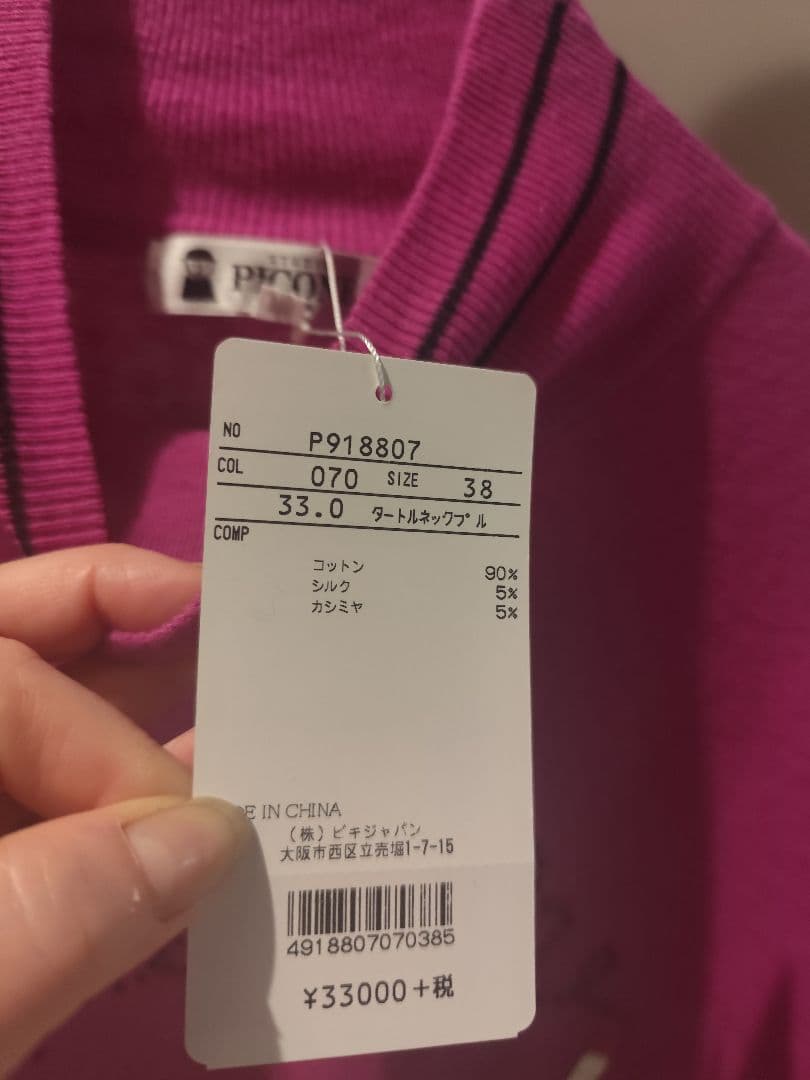 NO P918807
COL 070 SIZE 38
33.0 タートルネックプル
COMP
コットン 90%
シルク 5%
カシミヤ 5%
IN CHINA
(株)ピキジャパン
大阪市西区立売堀1-7-15
4918807070385
¥33000+税